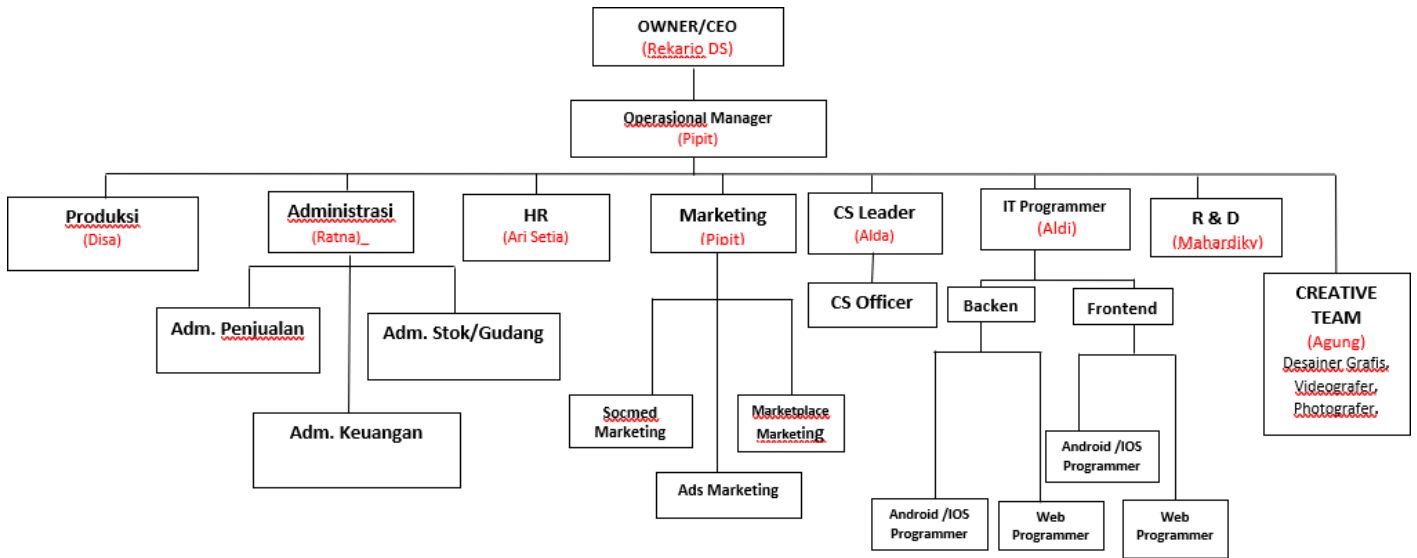 OWNER/CEO
(Rekario DS)
Operasional Manager
(Pipit)
Produksi
(Disa)
Administrasi
(Ratna)_
HR
(Ari Setia)
Marketing
(Pipit)
CS Leader
(Alda)
IT Programmer
(Aldi)
R & D
(Mahardiky)
CREATIVE
TEAM
(Agung)
Desainer Grafis,
Videografer,
Photografer,
Adm. Penjualan
Adm. Stok/Gudang
Adm. Keuangan
Socmed
Marketing
Marketplace
Marketing
Ads Marketing
CS Officer
Backen
Frontend
Android /IOS
Programmer
Web
Programmer
Android /IOS
Programmer
Web
Programmer